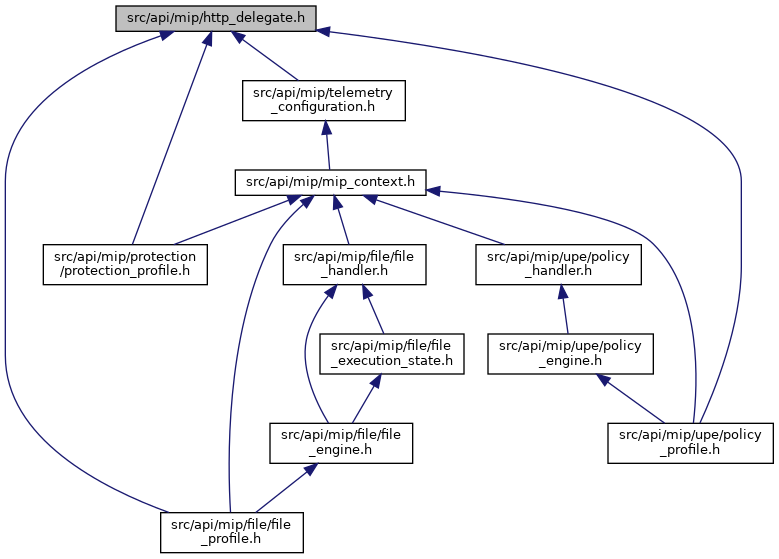 src/api/mip/http_delegate.h
src/api/mip/telemetry
_configuration.h
src/api/mip/mip_context.h
src/api/mip/protection
/protection_profile.h
src/api/mip/file/file
_handler.h
src/api/mip/upe/policy
_handler.h
src/api/mip/file/file
_execution_state.h
src/api/mip/upe/policy
_engine.h
src/api/mip/file/file
_engine.h
src/api/mip/upe/policy
_profile.h
src/api/mip/file/file
_profile.h